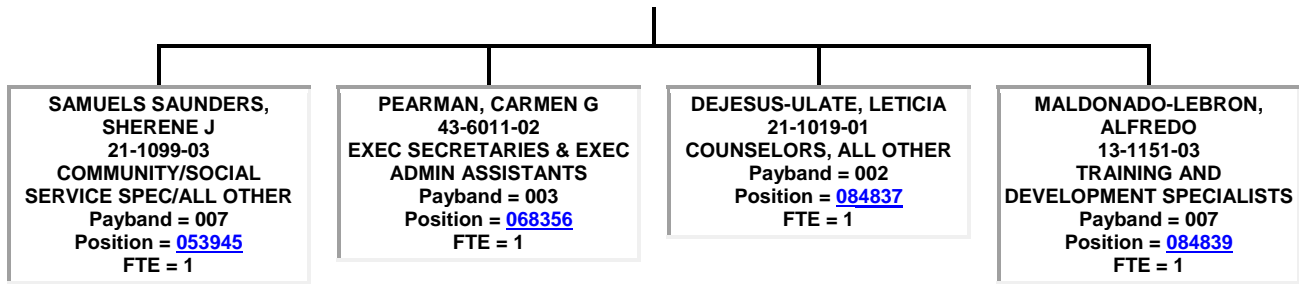 SAMUELS SAUNDERS,
SHERENE J
21-1099-03
COMMUNITY/SOCIAL
SERVICE SPEC/ALL OTHER
Payband = 007
Position = 053945
FTE = 1
PEARMAN, CARMEN G
43-6011-02
EXEC SECRETARIES & EXEC
ADMIN ASSISTANTS
Payband = 003
Position = 068356
FTE = 1
DEJESUS-ULATE, LETICIA
21-1019-01
COUNSELORS, ALL OTHER
Payband = 002
Position = 084837
FTE = 1
MALDONADO-LEBRON,
ALFREDO
13-1151-03
TRAINING AND
DEVELOPMENT SPECIALISTS
Payband = 007
Position = 084839
FTE = 1